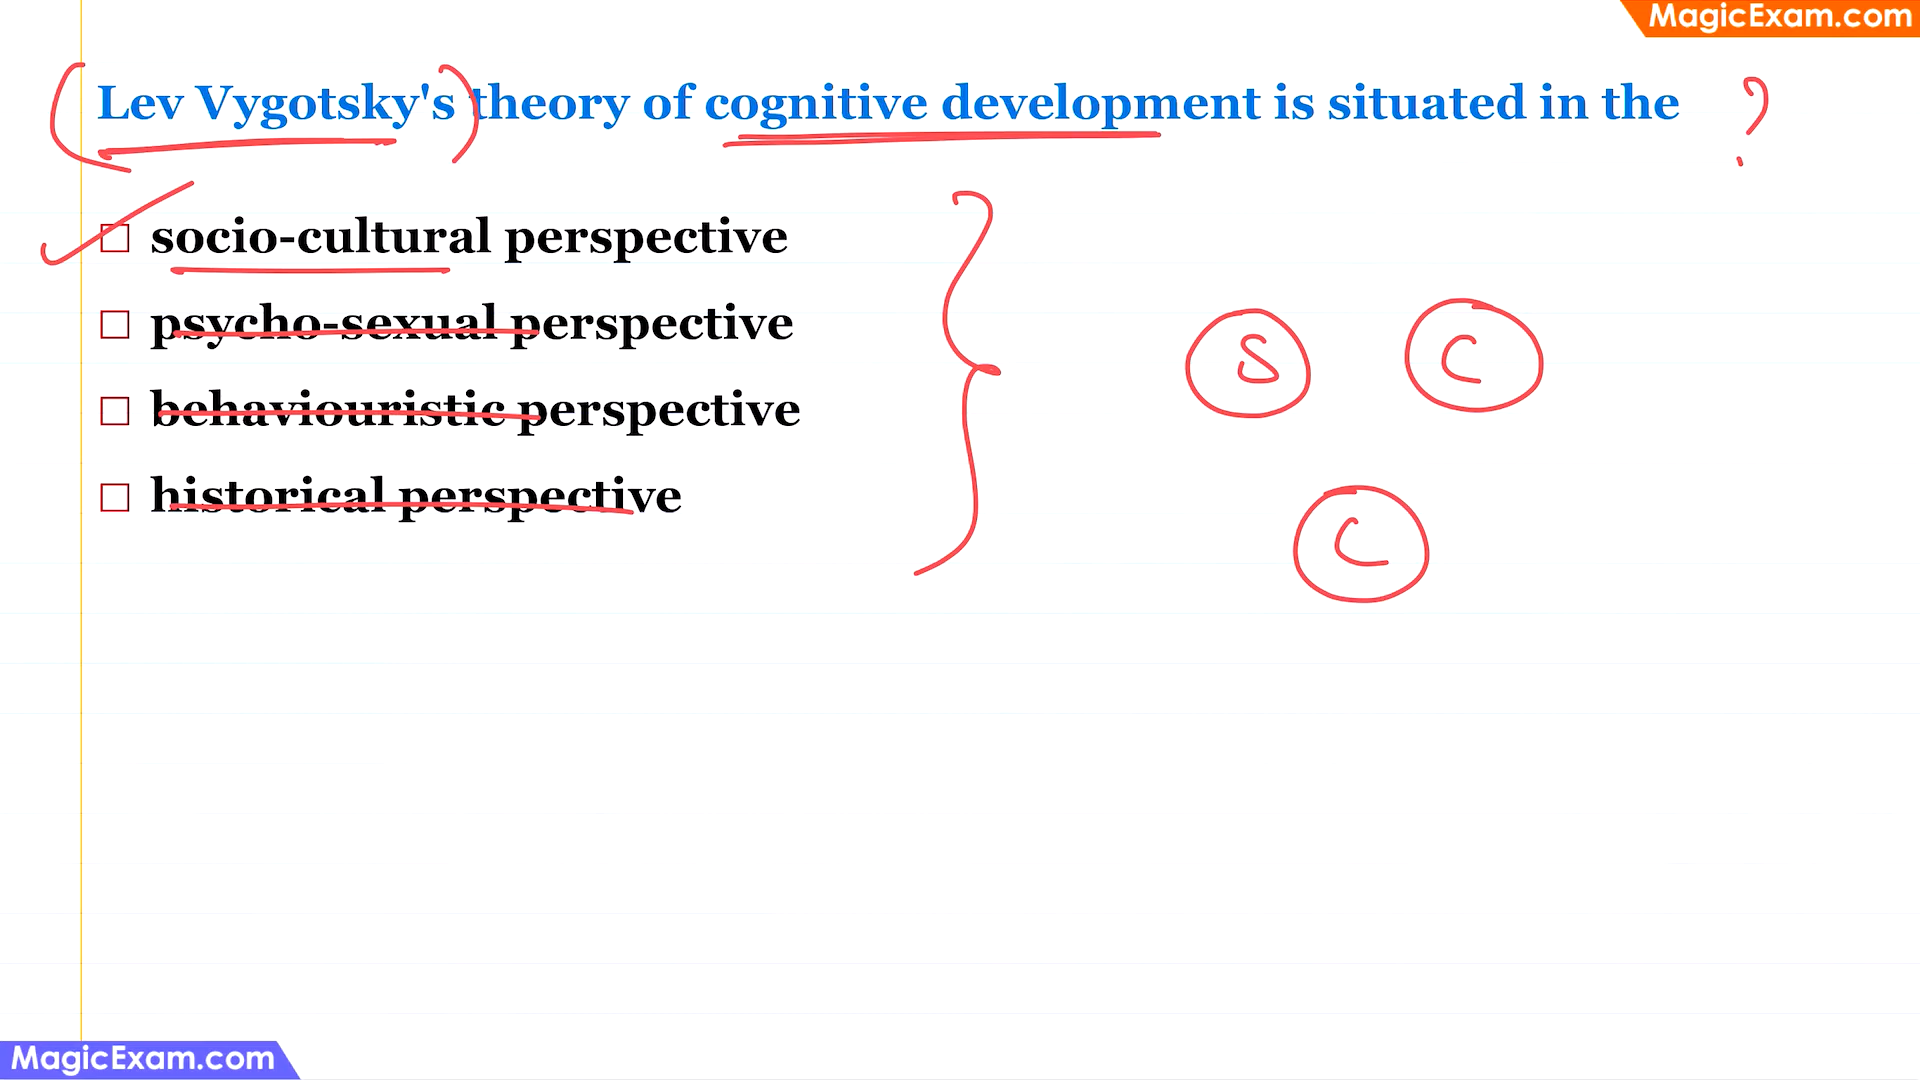 MagicExam.com
Lev Vygotsky's theory of cognitive development is situated in the ?
socio-cultural perspective
psycho-sexual perspective
behaviouristic perspective
historical perspective
S C
C
MagicExam.com